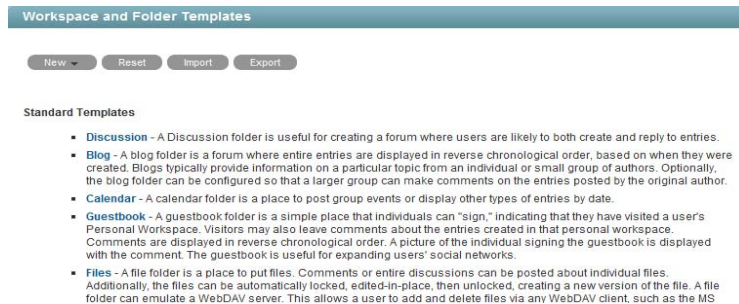 Workspace and Folder Templates
New Reset Import Export
Standard Templates
Discussion - A Discussion folder is useful for creating a forum where users are likely to both create and reply to entries.
Blog - A blog folder is a forum where entire entries are displayed in reverse chronological order, based on when they were
created. Blogs typically provide information on a particular topic from an individual or small group of authors. Optionally,
the blog folder can be configured so that a larger group can make comments on the entries posted by the original author.
Calendar - A calendar folder is a place to post group events or display other types of entries by date.
Guestbook - A guestbook folder is a simple place that individuals can "sign," indicating that they have visited a user's
Personal Workspace. Visitors may also leave comments about the entries created in that personal workspace.
Comments are displayed in reverse chronological order. A picture of the individual signing the guestbook is displayed
with the comment. The guestbook is useful for expanding users' social networks.
Files - A file folder is a place to put files. Comments or entire discussions can be posted about individual files.
Additionally, the files can be automatically locked, edited-in-place, then unlocked, creating a new version of the file. A file
folder can emulate a WebDAV server. This allows a user to add and delete files via any WebDAV client, such as the MS